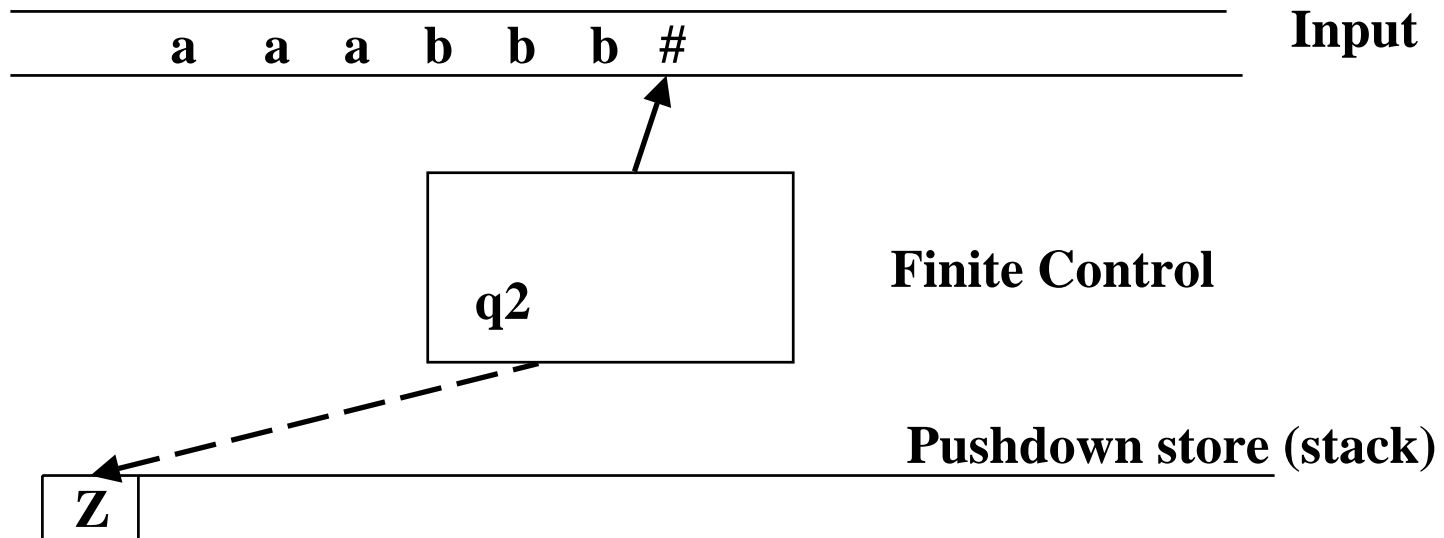 a a a b b b #
Input
Finite Control
q2
Pushdown store (stack)
Z